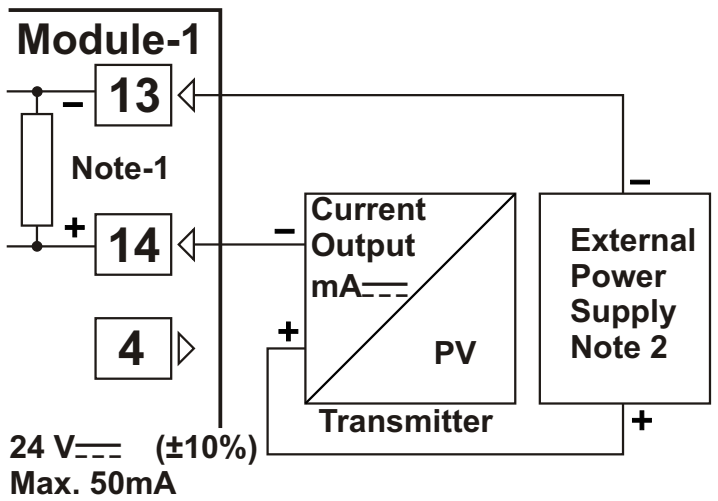 Module-1
− 13
Note-1
+ 14
4
24 V (±10%)
Max. 50mA
− Current
Output
mA
+
PV
Transmitter
−
External
Power
Supply
Note 2
+